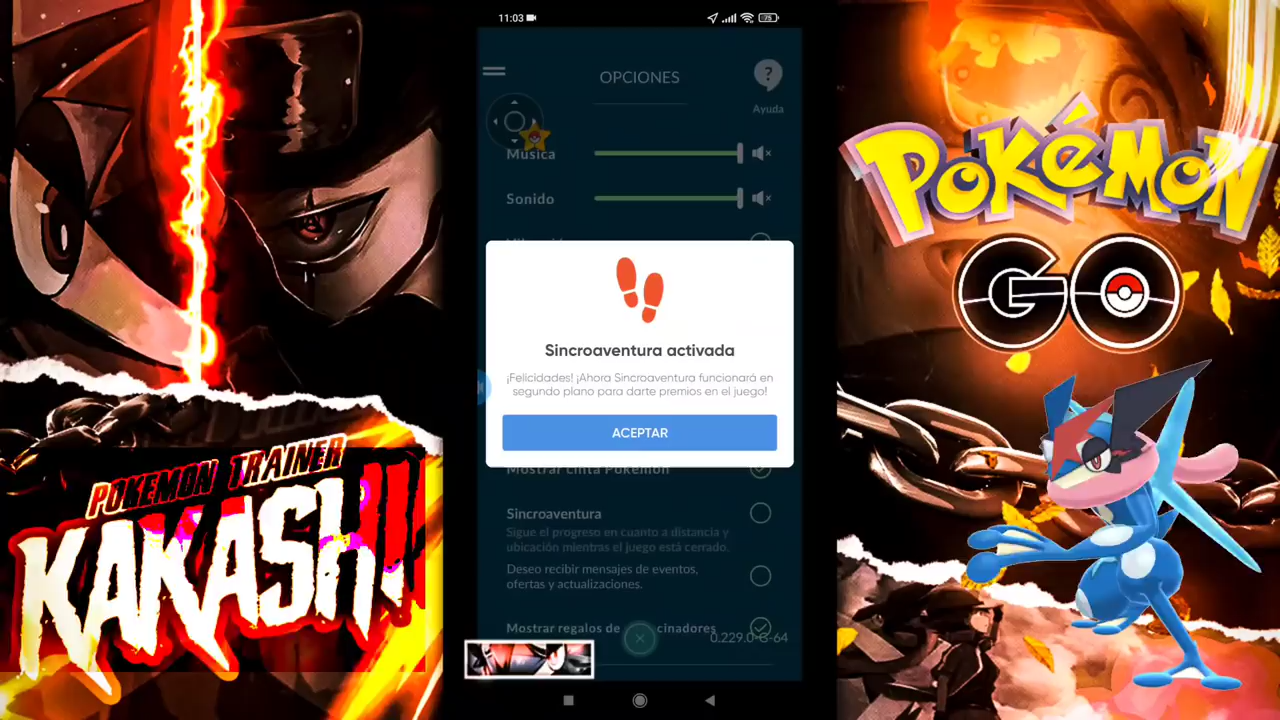 11:03
75
OPCIONES
?
Ayuda
Música
Sonido
Sincroaventura activada
¡Felicidades! ¡Ahora Sincroaventura funcionará en
segundo plano para darte premios en el juego!
ACEPTAR
Mostrar cinta Pokémon
Sincroaventura
Sigue el progreso en cuanto a distancia y
ubicación mientras el juego está cerrado.
Deseo recibir mensajes de eventos,
ofertas y actualizaciones.
Mostrar regalos de
cinadores
0.229.0-G-64
POKEMON TRAINER
KAKASHI
POKéMON
GO